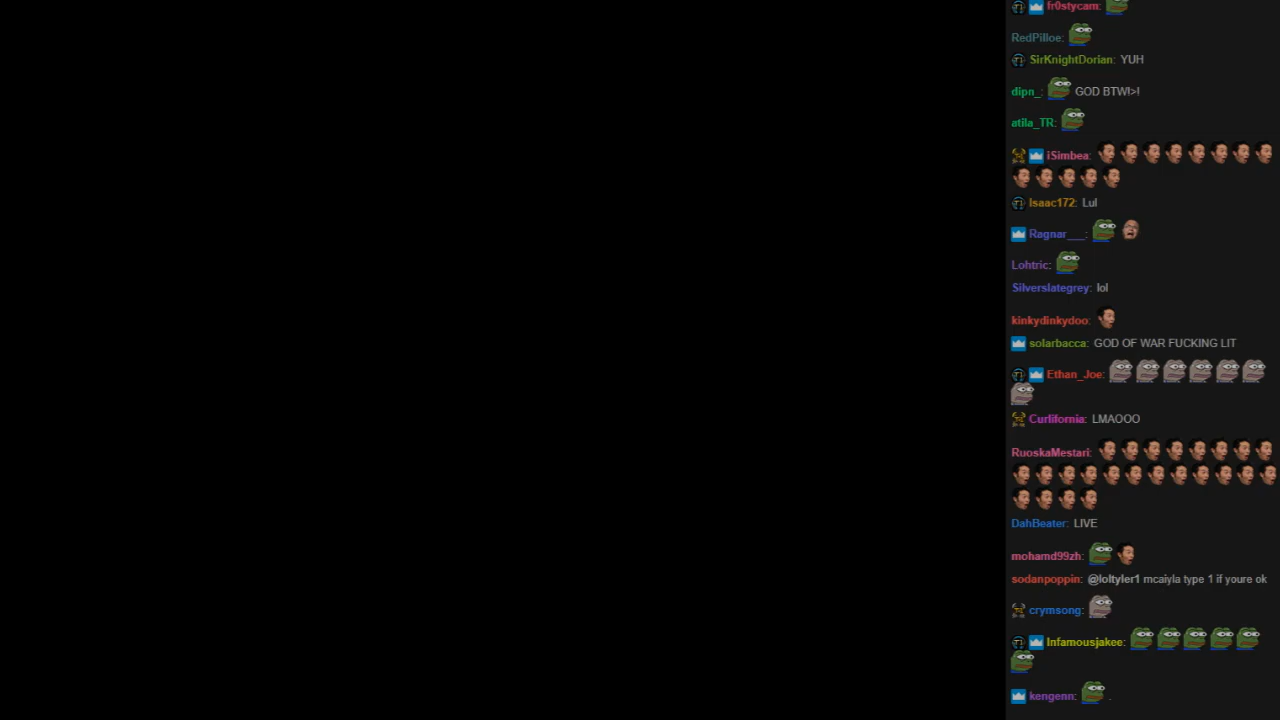 fr0stycam:
RedPilloe:
SirKnightDorian: YUH
dipn_: GOD BTW!>!
atila_TR:
iSimbea:
Isaac172: Lul
Ragnar___:
Lohtric:
Silverslategrey: lol
kinkydinkydoo:
solarbacca: GOD OF WAR FUCKING LIT
Ethan_Joe:
Curlifornia: LMAOOO
RuoskaMestari:
DahBeater: LIVE
mohamd99zh:
sodanpoppin: @loltyler1 mcaiyla type 1 if youre ok
crymsong:
Infamousjakee:
kengenn: .